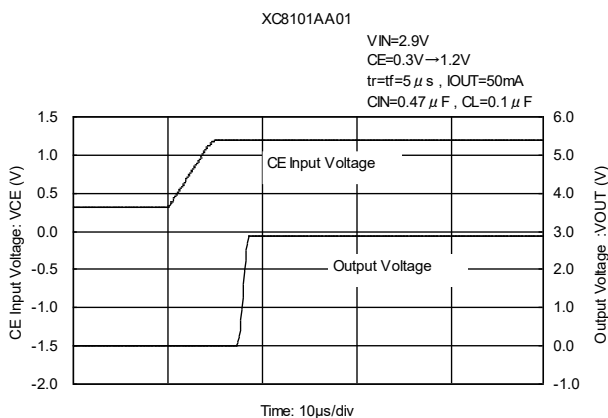 XC8101AA01
VIN=2.9V
CE=0.3V→1.2V
tr=tf=5μs , IOUT=50mA
CIN=0.47μF , CL=0.1μF
CE Input Voltage: VCE (V)
1.5
1.0
0.5
0.0
-0.5
-1.0
-1.5
-2.0
CE Input Voltage
Output Voltage
6.0
5.0
4.0
3.0
2.0
1.0
0.0
-1.0
Output Voltage :VOUT (V)
Time: 10μs/div